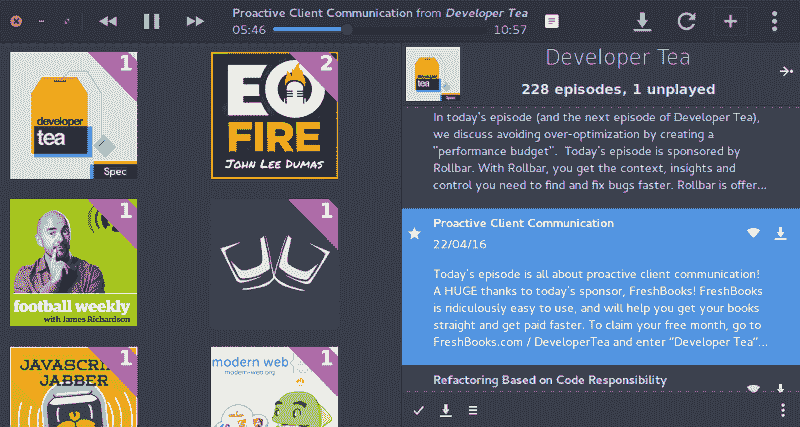 Proactive Client Communication from Developer Tea
05:46
10:57
1
developer
tea
Spec
2
EO
FIRE
JOHN LEE DUMAS
1
football weekly
with James Richardson
1
JAVASCRIPT
JABBER
1
modern web
modern-web.org
1
developer
tea
Developer Tea
228 episodes, 1 unplayed
In today's episode (and the next episode of Developer Tea),
we discuss avoiding over-optimization by creating a
"performance budget".  Today's episode is sponsored by
Rollbar. With Rollbar, you get the context, insights and
control you need to find and fix bugs faster. Rollbar is offer...
Proactive Client Communication
22/04/16
Today's episode is all about proactive client communication!
A HUGE thanks to today's sponsor, FreshBooks! FreshBooks
is ridiculously easy to use, and will help you get your books
straight and get paid faster. To claim your free month, go to
FreshBooks.com / DeveloperTea and enter “Developer Tea”...
Refactoring Based on Code Responsibility